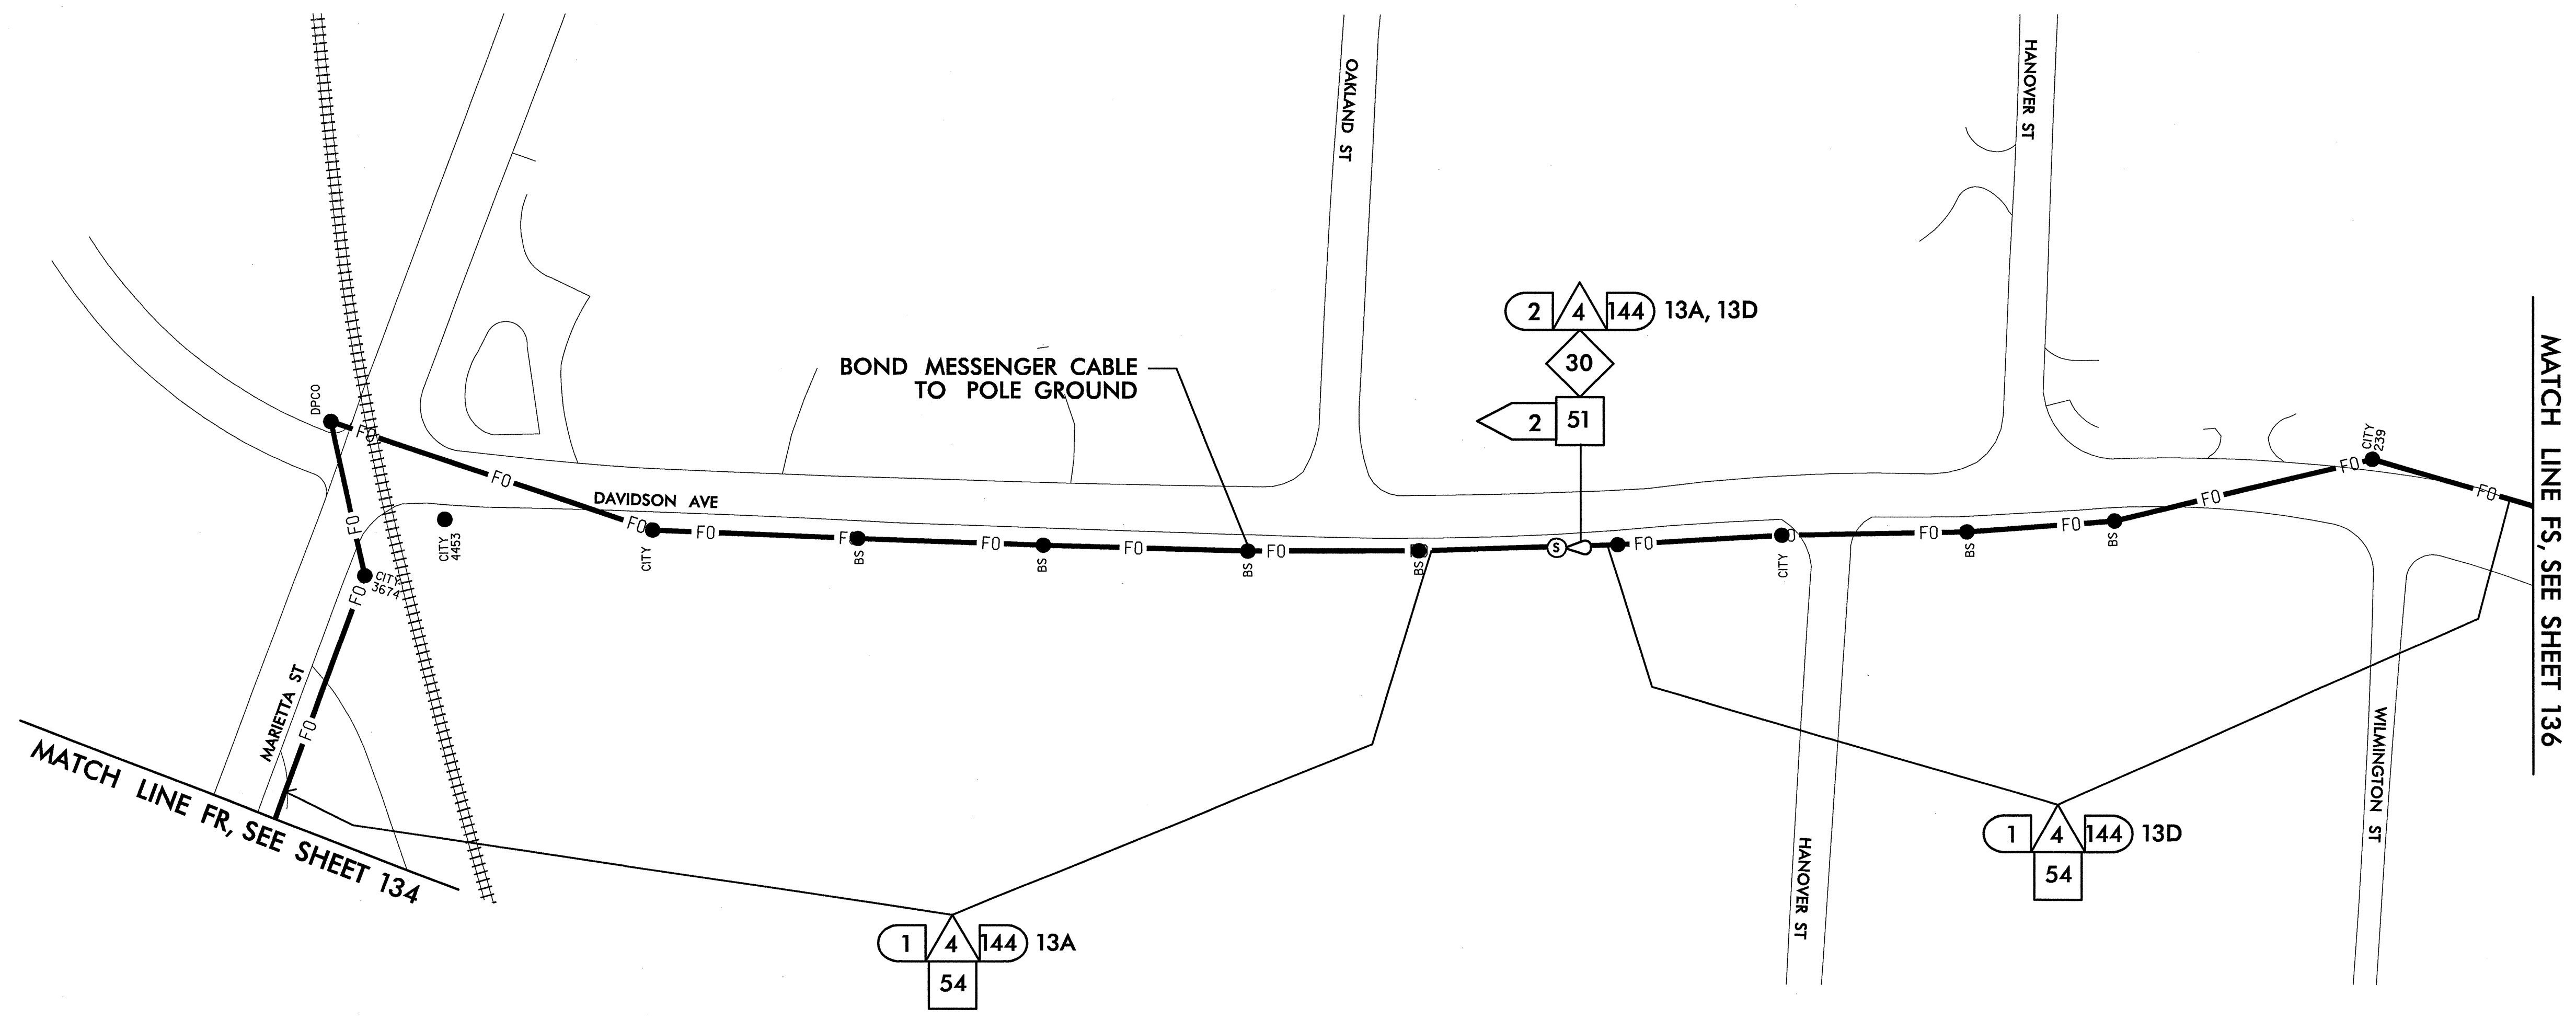 OAKLAND ST
HANOVER ST
2 4 144 13A, 13D
30
2 51
BOND MESSENGER CABLE
TO POLE GROUND
MATCH LINE FS, SEE SHEET 136
DPCO
CITY
239
FO
FO
FO
FO
FO
DAVIDSON AVE
CITY
4453
FO
FO
CITY
FO
BS
FO
BS
FO
BS
FO
BS
S
FO
CITY
FO
BS
FO
BS
FO
CITY
3674
FO
FO
MARIETTA ST
MATCH LINE FR, SEE SHEET 134
WILMINGTON ST
HANOVER ST
1 4 144 13D
54
1 4 144 13A
54